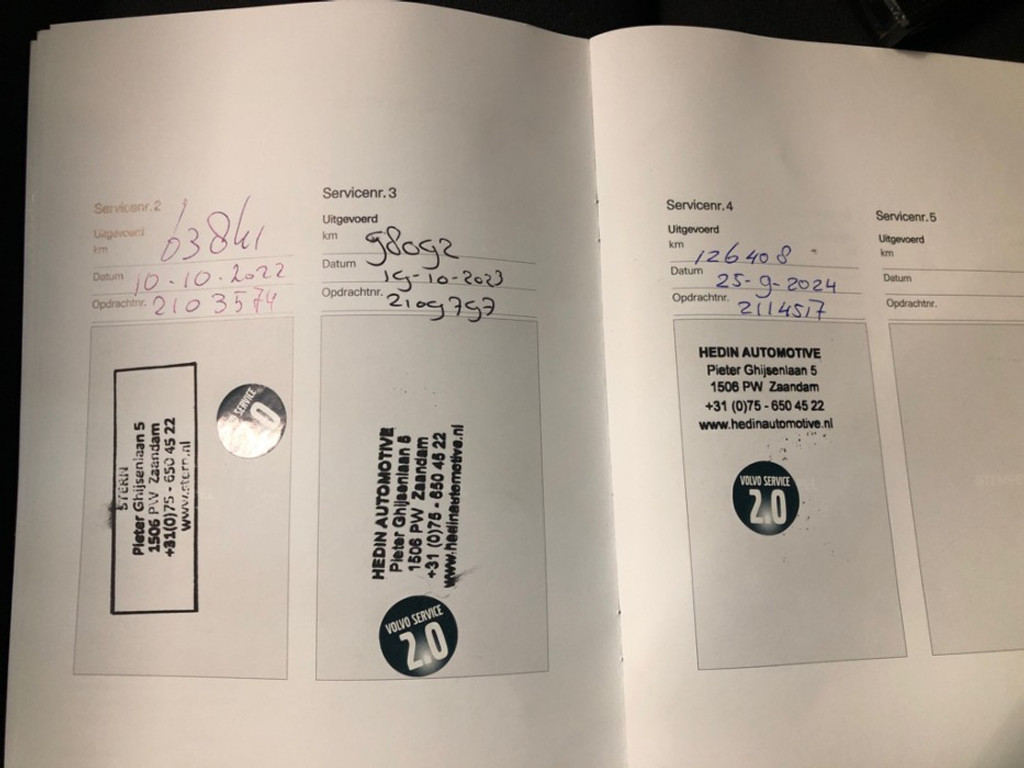 Servicenr. 2
Uitgevoerd
km
Datum 10-10-2022
Opdrachtnr. 2103574
STERN
Pieter Ghijsenlaan 5
1506 PW Zaandam
+31(0)75 - 650 45 22
www.stern.nl
SERVICE
2.0
Servicenr. 3
Uitgevoerd
km 98092
Datum 19-10-2023
Opdrachtnr. 2109797
HEDIN AUTOMOTIVE
Pieter Ghijsenlaan 5
1506 PW Zaandam
+31 (0)75 - 650 45 22
www.hedinautomotive.nl
VOLVO SERVICE
2.0
Servicenr. 4
Uitgevoerd
km 126408
Datum 25-9-2024
Opdrachtnr. 2114517
HEDIN AUTOMOTIVE
Pieter Ghijsenlaan 5
1506 PW Zaandam
+31 (0)75 - 650 45 22
www.hedinautomotive.nl
VOLVO SERVICE
2.0
Servicenr. 5
Uitgevoerd
km
Datum
Opdrachtnr.